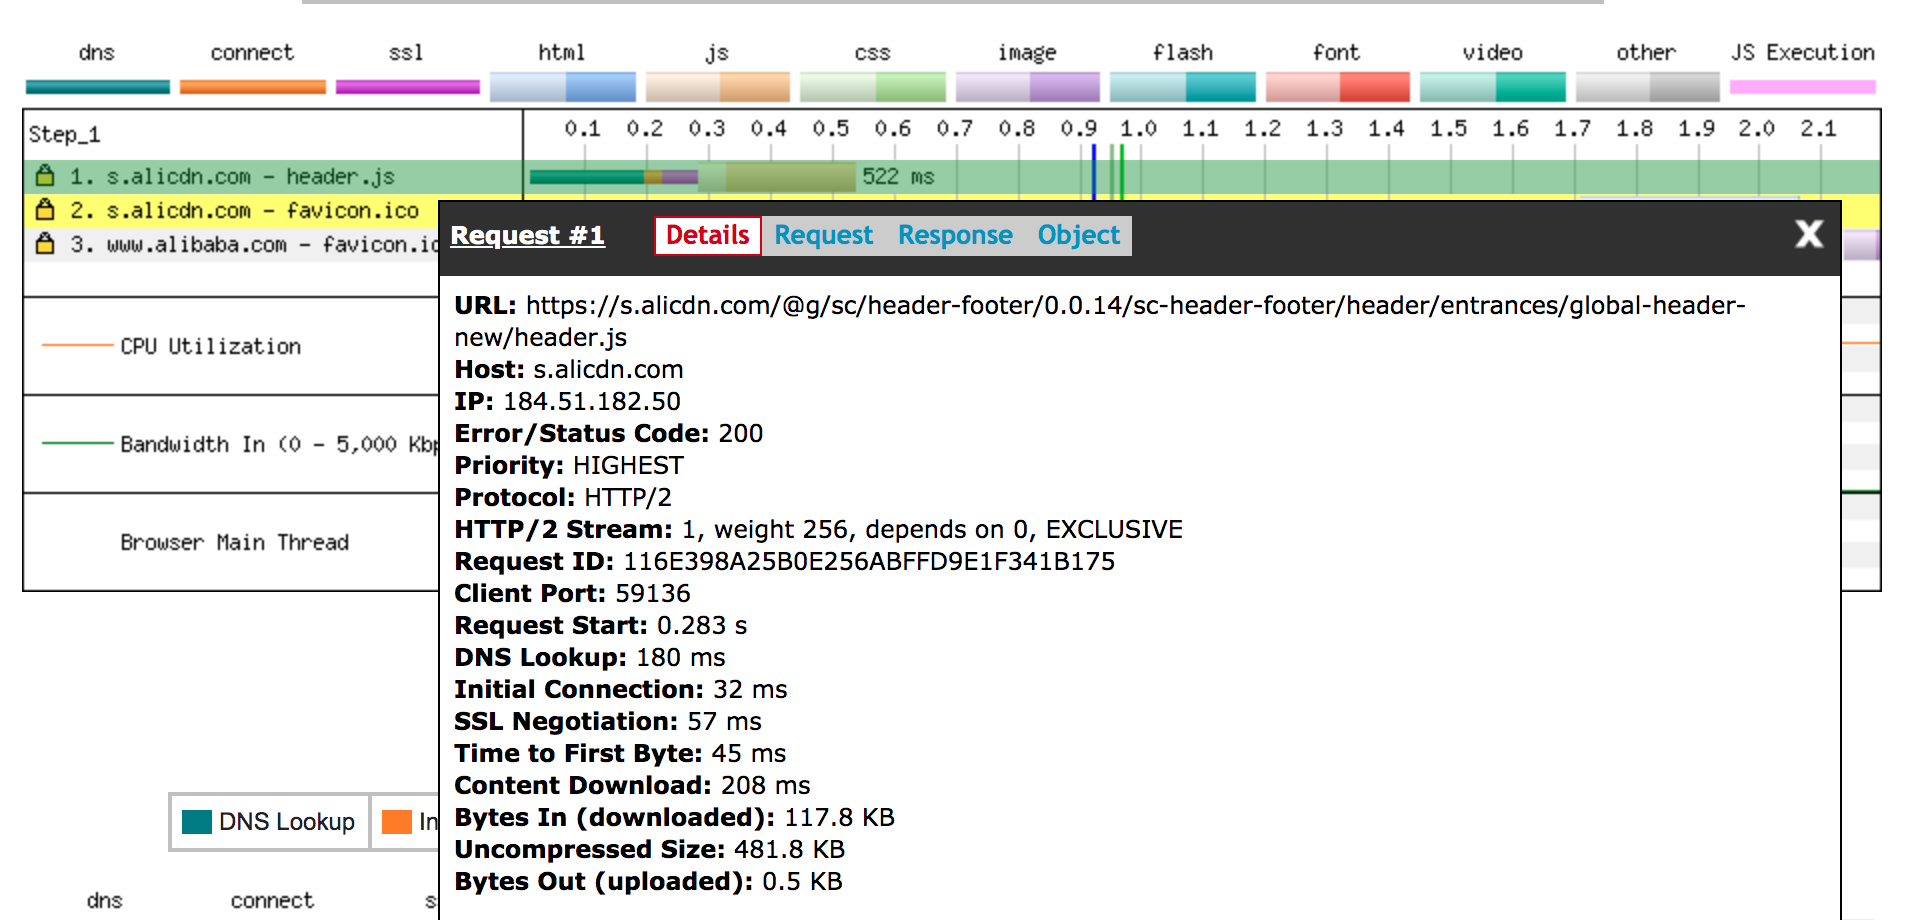 dns connect ssl html js css image flash font video other JS Execution
Step_1 0.1 0.2 0.3 0.4 0.5 0.6 0.7 0.8 0.9 1.0 1.1 1.2 1.3 1.4 1.5 1.6 1.7 1.8 1.9 2.0 2.1
1. s.alicdn.com - header.js 522 ms
2. s.alicdn.com - favicon.ico
3. www.alibaba.com - favicon.ic
CPU Utilization
Bandwidth In (0 - 5,000 Kbp
Browser Main Thread
Request #1 Details Request Response Object X
URL: https://s.alicdn.com/@g/sc/header-footer/0.0.14/sc-header-footer/header/entrances/global-header-
new/header.js
Host: s.alicdn.com
IP: 184.51.182.50
Error/Status Code: 200
Priority: HIGHEST
Protocol: HTTP/2
HTTP/2 Stream: 1, weight 256, depends on 0, EXCLUSIVE
Request ID: 116E398A25B0E256ABFFD9E1F341B175
Client Port: 59136
Request Start: 0.283 s
DNS Lookup: 180 ms
Initial Connection: 32 ms
SSL Negotiation: 57 ms
Time to First Byte: 45 ms
Content Download: 208 ms
Bytes In (downloaded): 117.8 KB
Uncompressed Size: 481.8 KB
Bytes Out (uploaded): 0.5 KB
DNS Lookup In
dns connect s